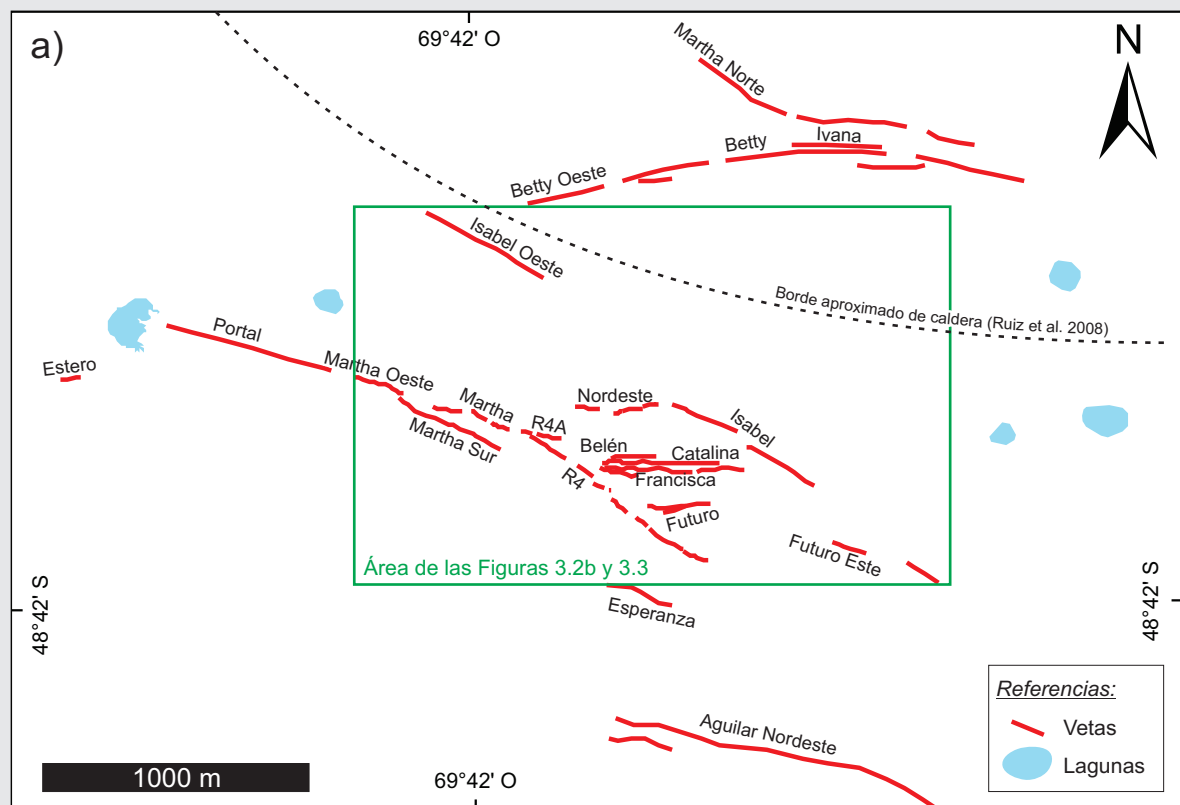 a)
69°42' O
N
Martha Norte
Ivana
Betty
Betty Oeste
Isabel Oeste
Borde aproximado de caldera (Ruiz et al. 2008)
Portal
Estero
Martha Oeste
Martha
Nordeste
R4A
Isabel
Martha Sur
Belén
Catalina
R4
Francisca
Futuro
Futuro Este
Área de las Figuras 3.2b y 3.3
48°42' S
48°42' S
Esperanza
Referencias:
Vetas
Lagunas
Aguilar Nordeste
1000 m
69°42' O